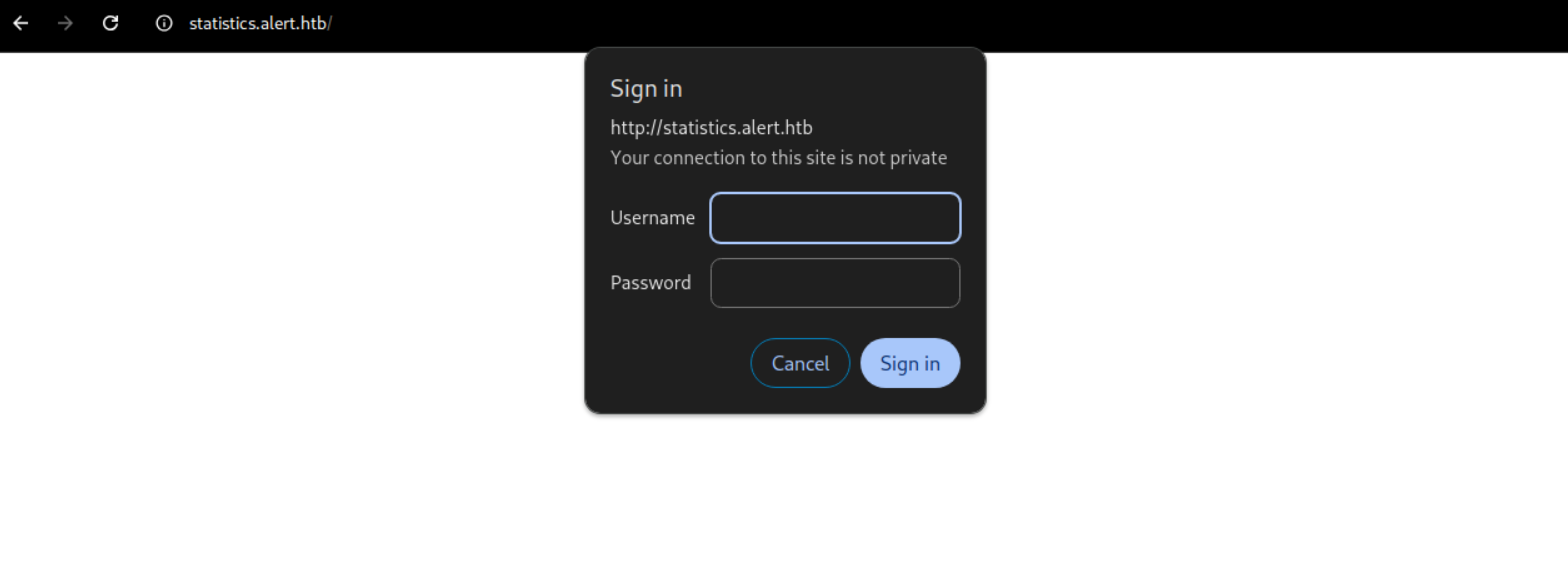 statistics.alert.htb/
Sign in
http://statistics.alert.htb
Your connection to this site is not private
Username
Password
Cancel Sign in